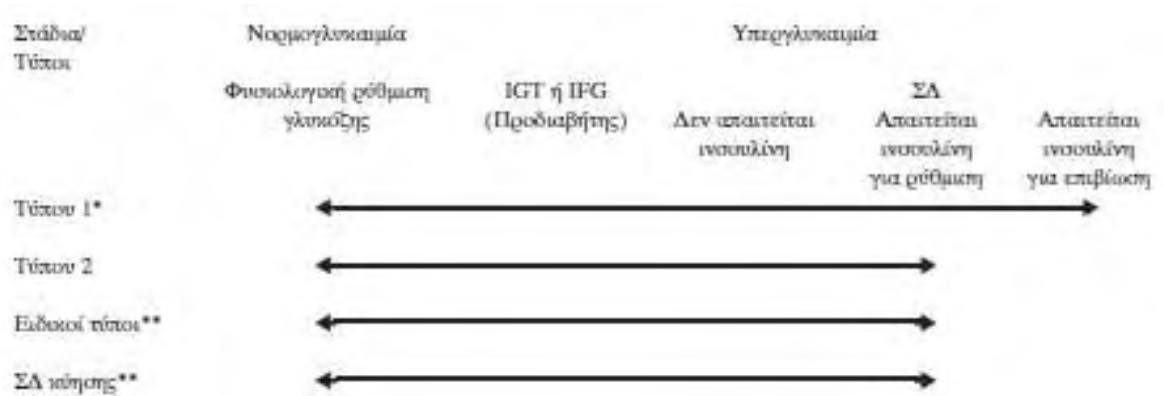 Στάδια/ Νορμογλυκαιμία Υπεργλυκαιμία
Τύποι
Φυσιολογική ρύθμιση IGT ή IFG ΣΔ
γλυκόζης (Προδιαβήτης) Δεν απαιτείται Απαιτείται Απαιτείται
ινσουλίνη ινσουλίνη ινσουλίνη
για ρύθμιση για επιβίωση
Τύπου 1*
Τύπου 2
Ειδικοί τύποι**
ΣΔ κύησης**